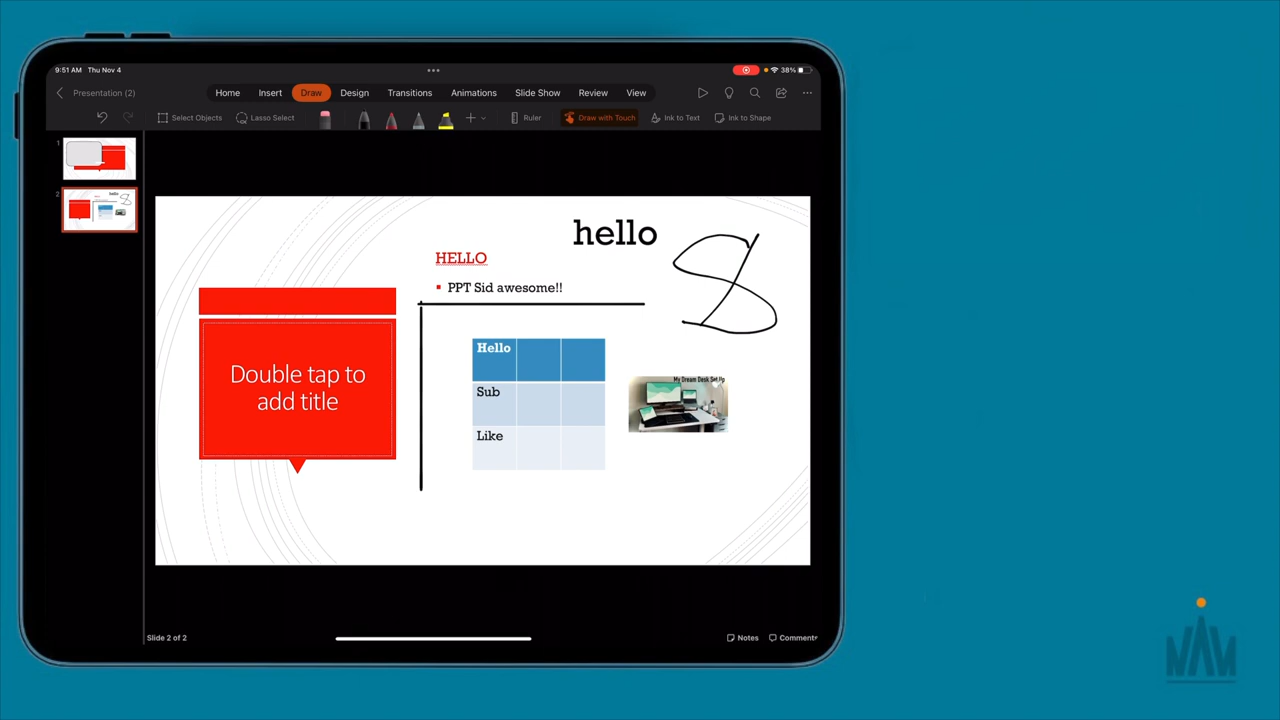 9:51 AM Thu Nov 4
38%
Presentation (2)
Home Insert Draw Design Transitions Animations Slide Show Review View
Select Objects Lasso Select Ruler Draw with Touch Ink to Text Ink to Shape
1
2
hello
HELLO
PPT Sid awesome!!
Double tap to
add title
Hello
Sub
Like
My Dream Desk Set Up
Slide 2 of 2
Notes Comments